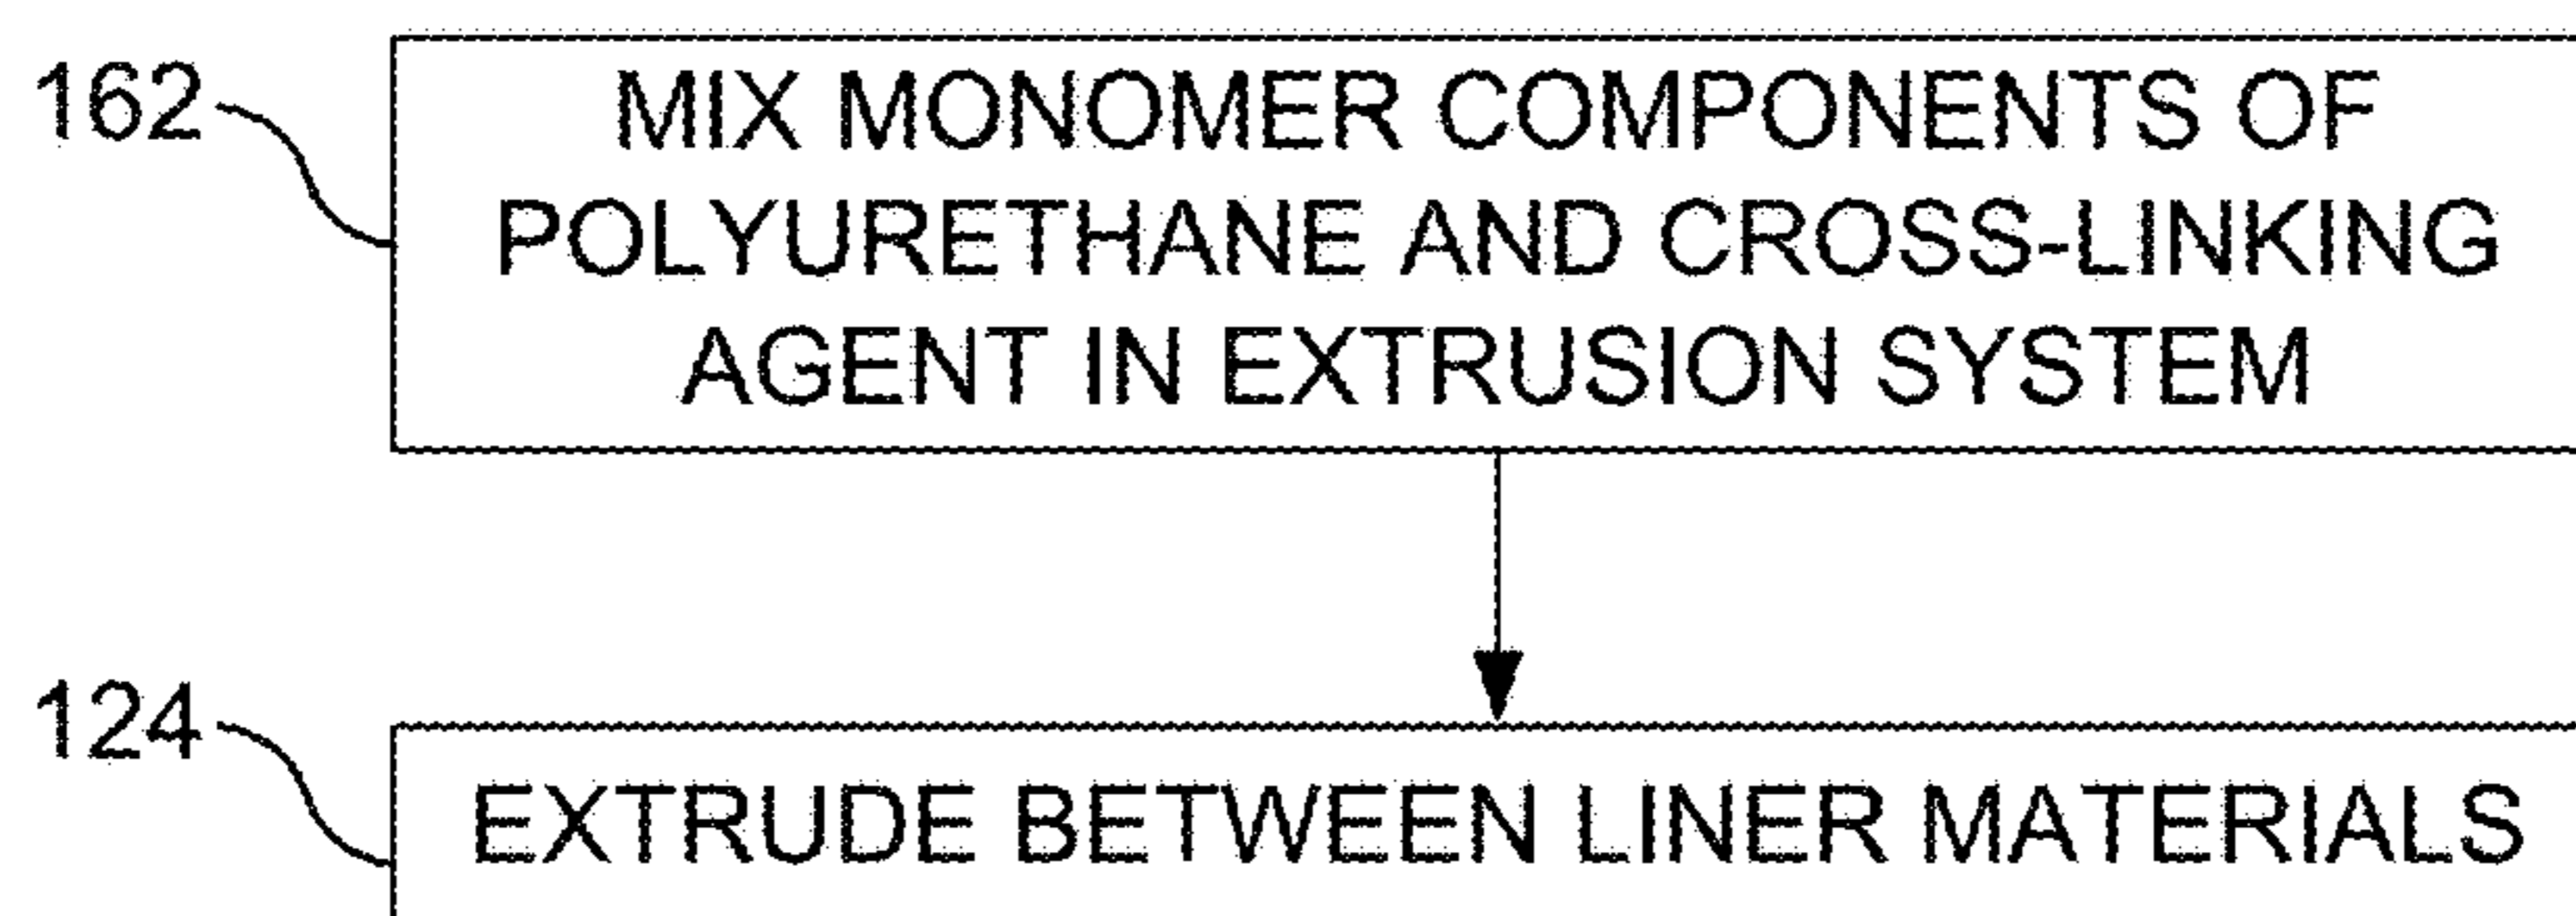 162
MIX MONOMER COMPONENTS OF
POLYURETHANE AND CROSS-LINKING
AGENT IN EXTRUSION SYSTEM
124
EXTRUDE BETWEEN LINER MATERIALS